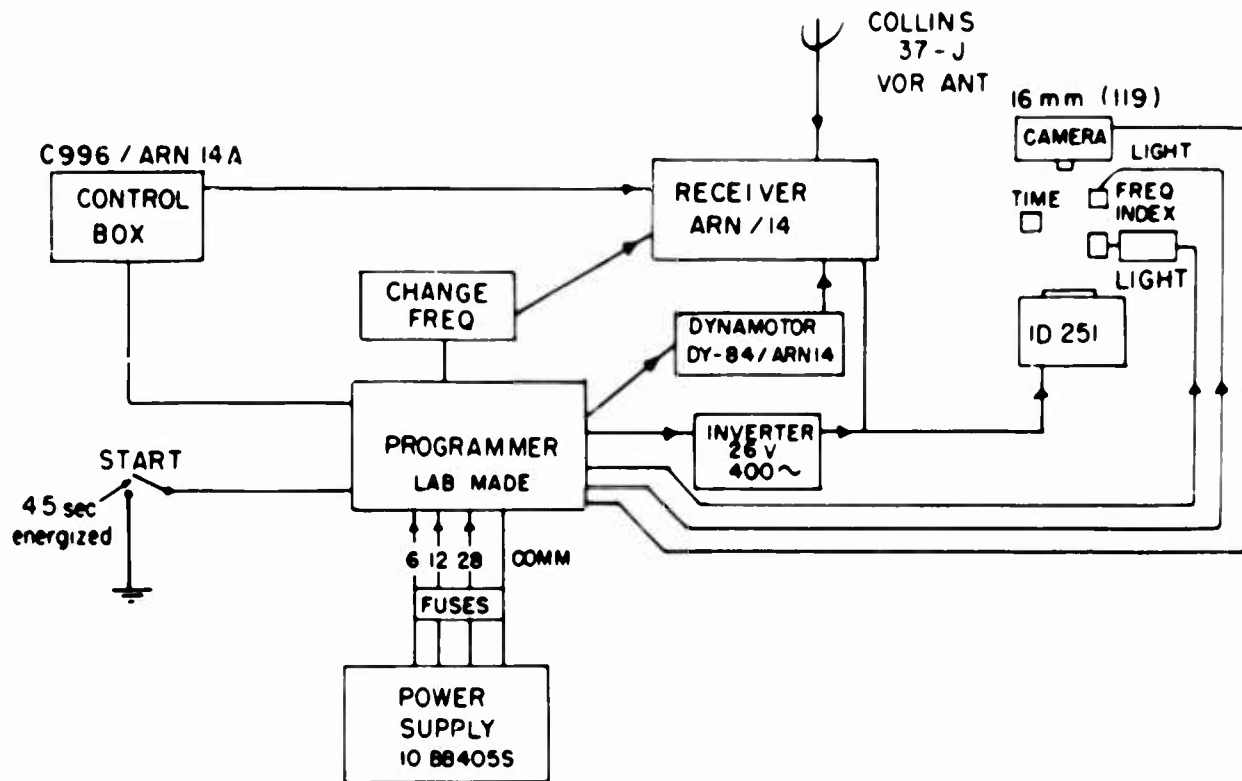 COLLINS
37-J
VOR ANT
16 mm (119)
CAMERA
LIGHT
C996 / ARN 14A
CONTROL
BOX
RECEIVER
ARN / 14
TIME
FREQ
INDEX
LIGHT
CHANGE
FREQ
DYNAMOTOR
DY-84/ARN14
ID 251
PROGRAMMER
LAB MADE
INVERTER
26 V
400~
START
45 sec
energized
6 12 28 COMM
FUSES
POWER
SUPPLY
10 BB405S